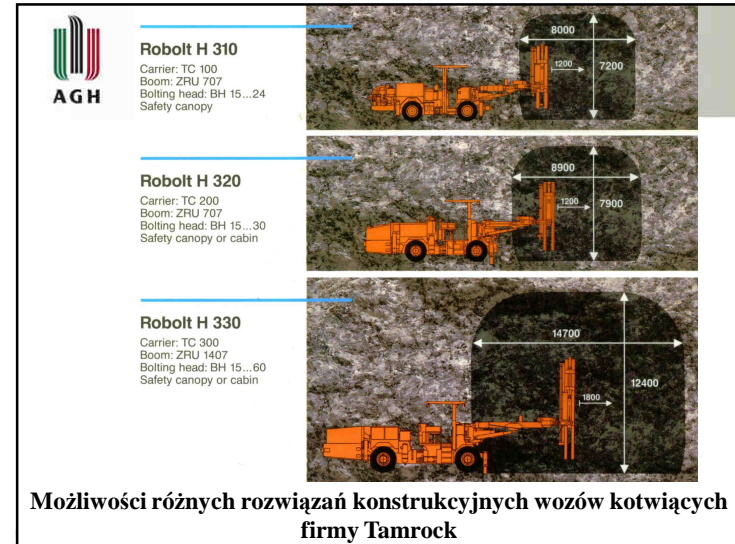 AGH
Robolt H 310
Carrier: TC 100
Boom: ZRU 707
Bolting head: BH 15...24
Safety canopy
8000
1200
7200
Robolt H 320
Carrier: TC 200
Boom: ZRU 707
Bolting head: BH 15...30
Safety canopy or cabin
8900
1200
7900
Robolt H 330
Carrier: TC 300
Boom: ZRU 1407
Bolting head: BH 15...60
Safety canopy or cabin
14700
12400
1800
Możliwości różnych rozwiązań konstrukcyjnych wozów kotwiących
firmy Tamrock